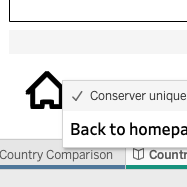 Conserver unique
Back to homepa
Country Comparison
Countr